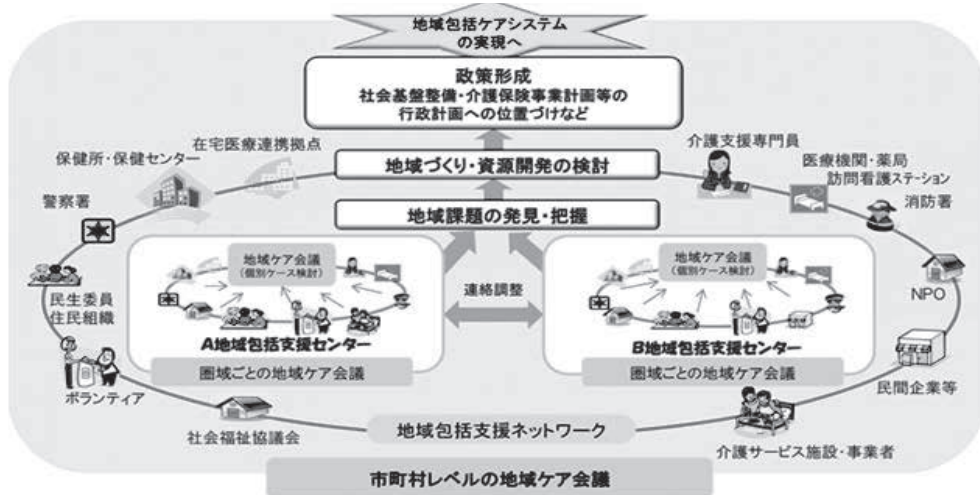 地域包括ケアシステム
の実現へ
政策形成
社会基盤整備・介護保険事業計画等の
行政計画への位置づけなど
在宅医療連携拠点
保健所・保健センター
地域づくり・資源開発の検討
介護支援専門員
医療機関・薬局
訪問看護ステーション
警察署
消防署
地域課題の発見・把握
地域ケア会議
(個別ケース検討)
地域ケア会議
(個別ケース検討)
連絡調整
民生委員
住民組織
NPO
A地域包括支援センター
B地域包括支援センター
圏域ごとの地域ケア会議
圏域ごとの地域ケア会議
ボランティア
民間企業等
社会福祉協議会
地域包括支援ネットワーク
介護サービス施設・事業者
市町村レベルの地域ケア会議